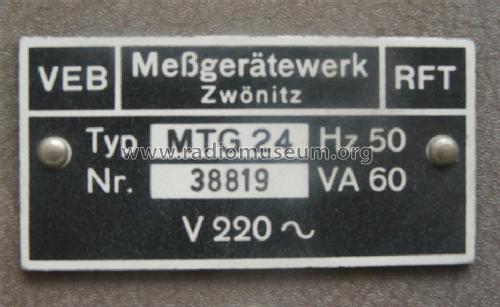 VEB Meßgerätewerk RFT
Zwönitz
Typ MTG 24 Hz 50
www.radiomuseum.org
Nr. 38819 VA 60
V 220 ~